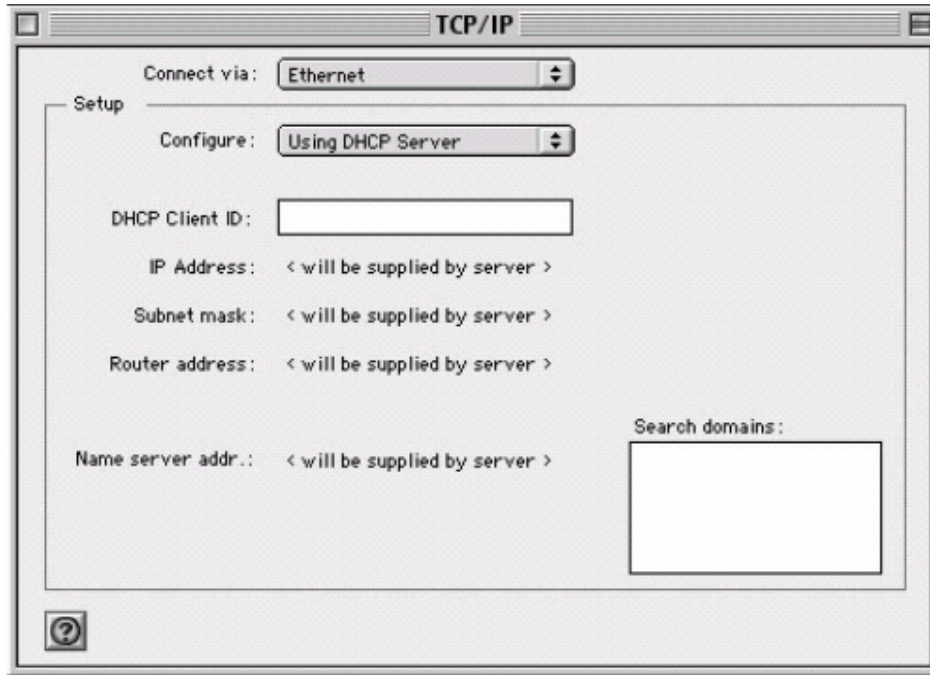 TCP/IP
Connect via: Ethernet
Setup
Configure: Using DHCP Server
DHCP Client ID:
IP Address: < will be supplied by server >
Subnet mask: < will be supplied by server >
Router address: < will be supplied by server >
Search domains:
Name server addr.: < will be supplied by server >
?